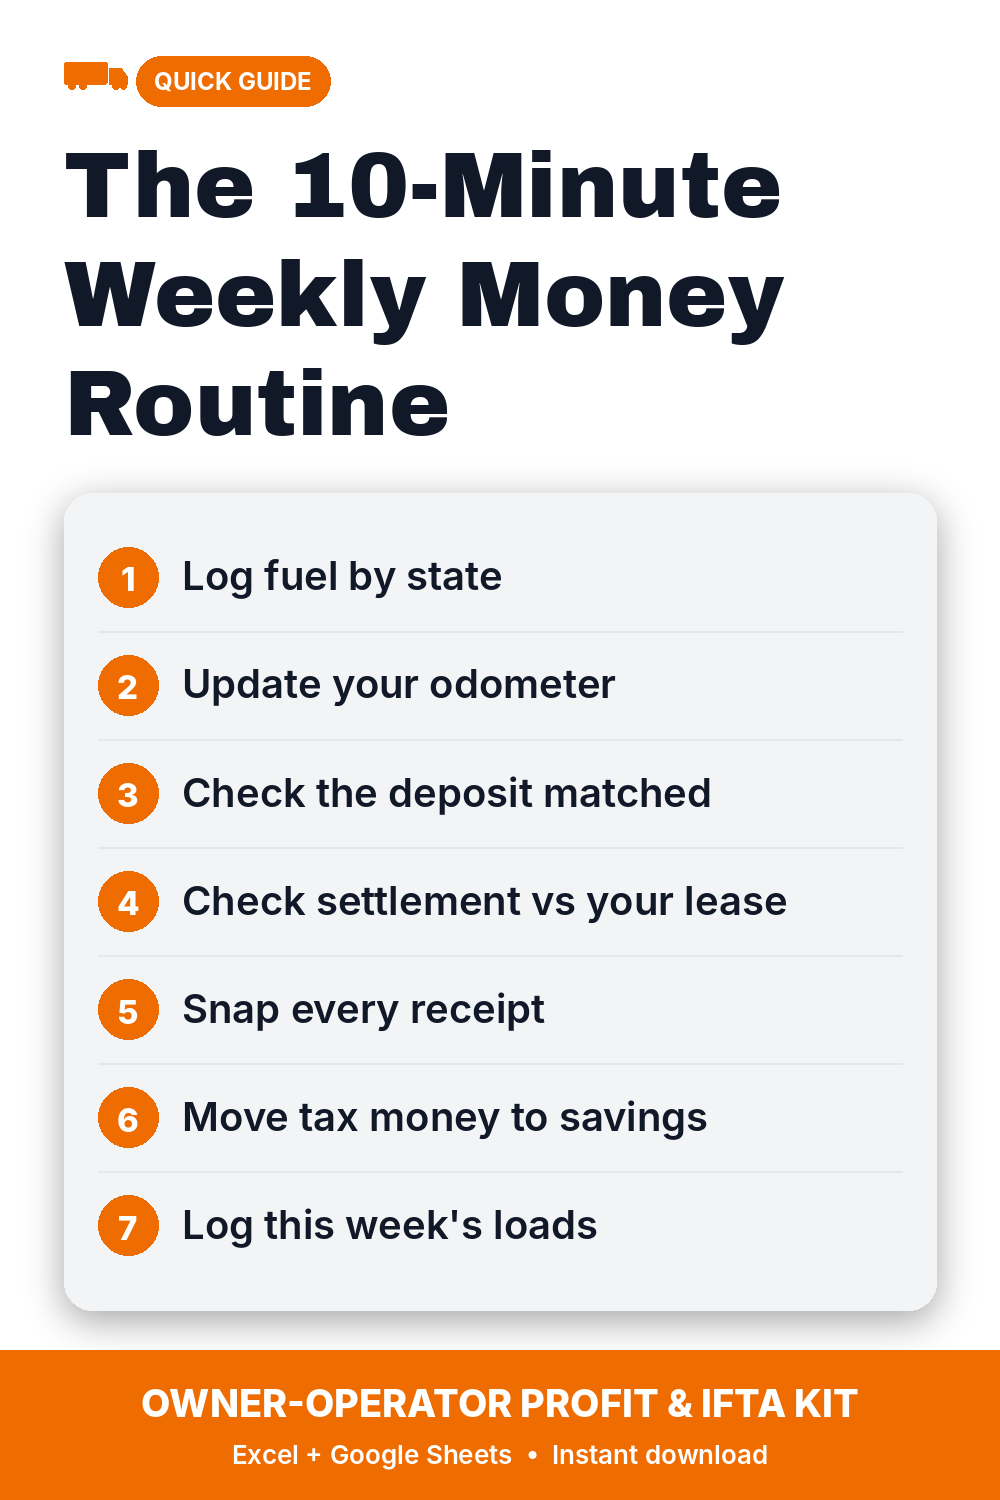 QUICK GUIDE
The 10-Minute
Weekly Money
Routine
1 Log fuel by state
2 Update your odometer
3 Check the deposit matched
4 Check settlement vs your lease
5 Snap every receipt
6 Move tax money to savings
7 Log this week's loads
OWNER-OPERATOR PROFIT & IFTA KIT
Excel + Google Sheets • Instant download